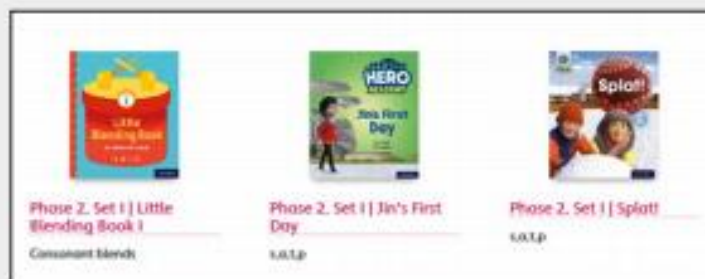 Little
Blending Book
HERO
ACADEMY
Jin's First
Day
Splat!
Phase 2, Set 1 | Little
Blending Book 1
Consonant blends
Phase 2, Set 1 | Jin's First
Day
s,a,t,p
Phase 2, Set 1 | Splat!
s,a,t,p